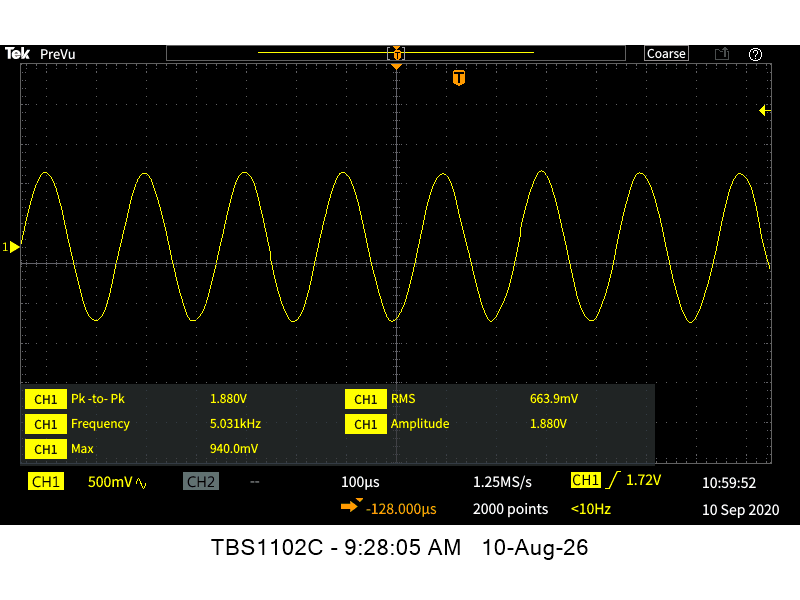 Tek PreVu T Coarse ?
T
1
CH1 Pk-to-Pk 1.880V CH1 RMS 663.9mV
CH1 Frequency 5.031kHz CH1 Amplitude 1.880V
CH1 Max 940.0mV
CH1 500mV CH2 -- 100µs 1.25MS/s CH1 1.72V 10:59:52
-128.000µs 2000 points <10Hz 10 Sep 2020
TBS1102C - 9:28:05 AM 10-Aug-26